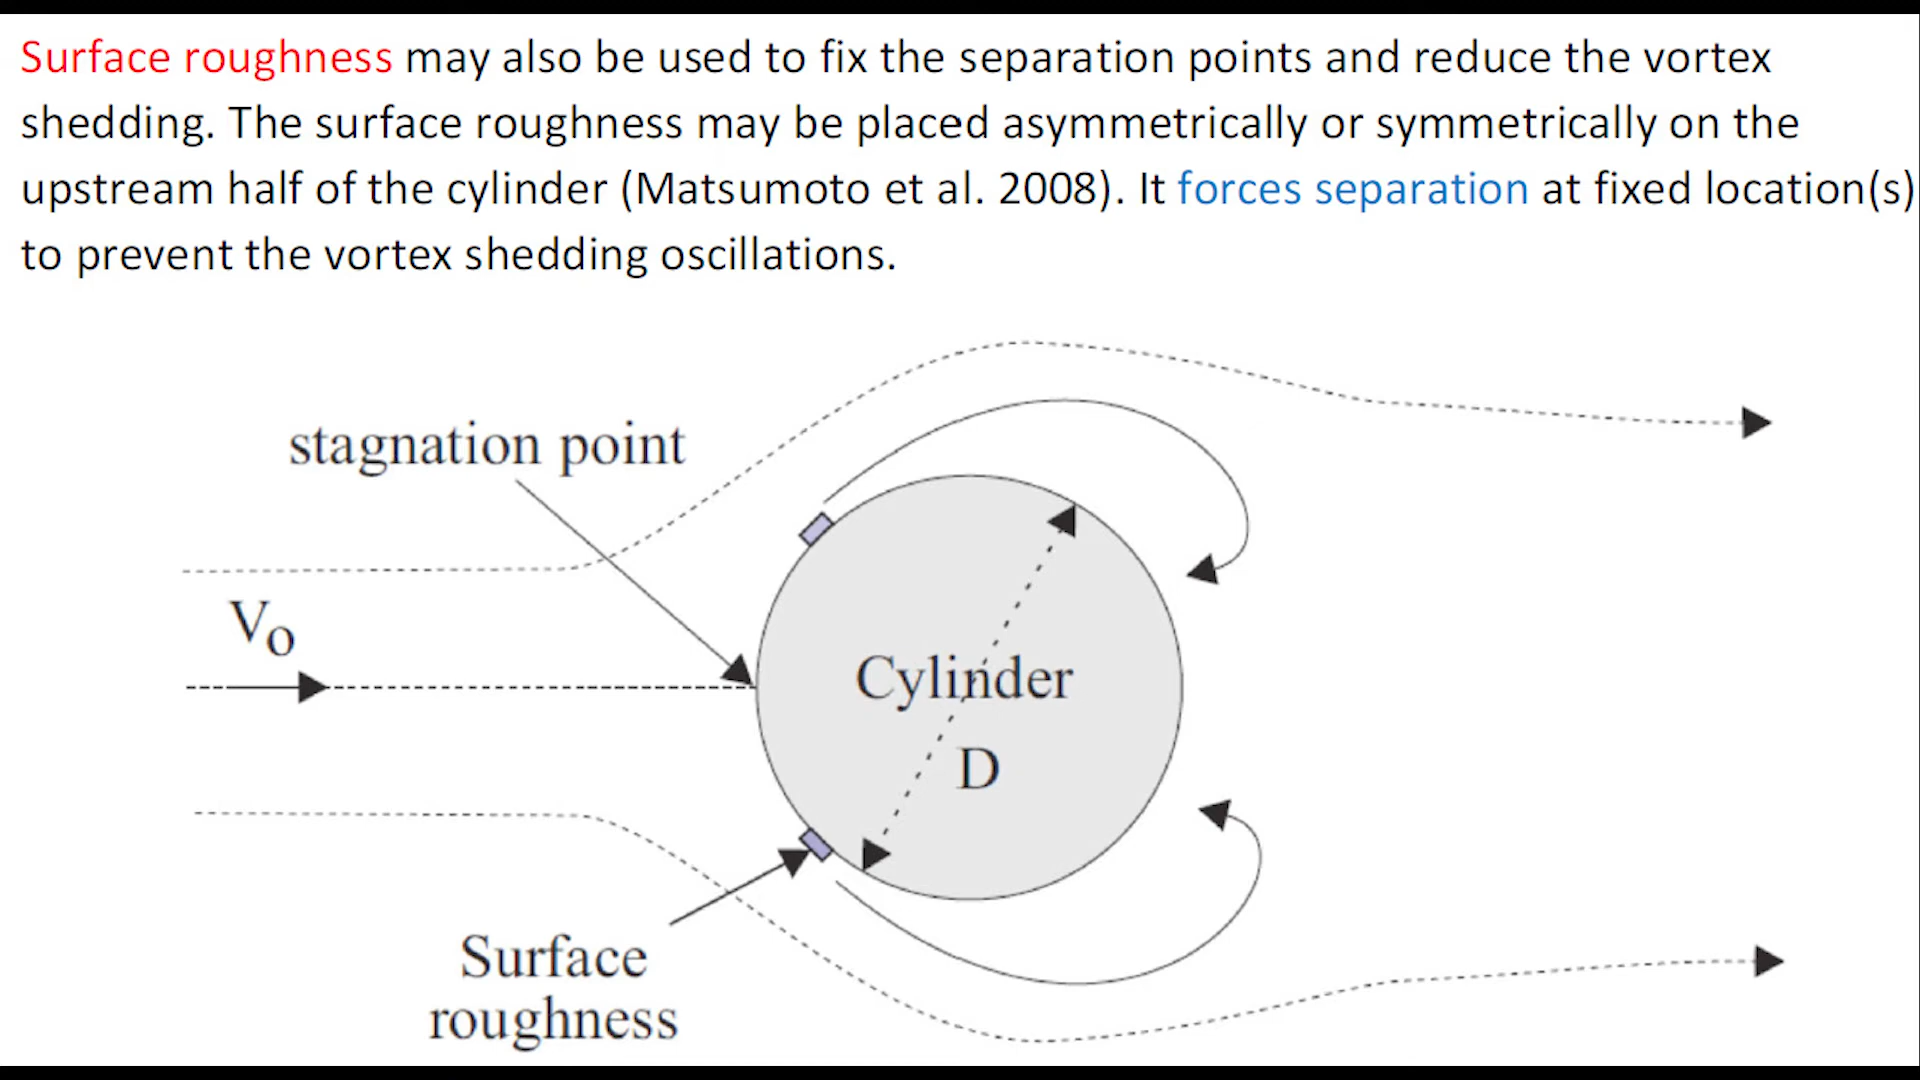 Surface roughness may also be used to fix the separation points and reduce the vortex
shedding. The surface roughness may be placed asymmetrically or symmetrically on the
upstream half of the cylinder (Matsumoto et al. 2008). It forces separation at fixed location(s)
to prevent the vortex shedding oscillations.
stagnation point
Vo
Cylinder
D
Surface
roughness